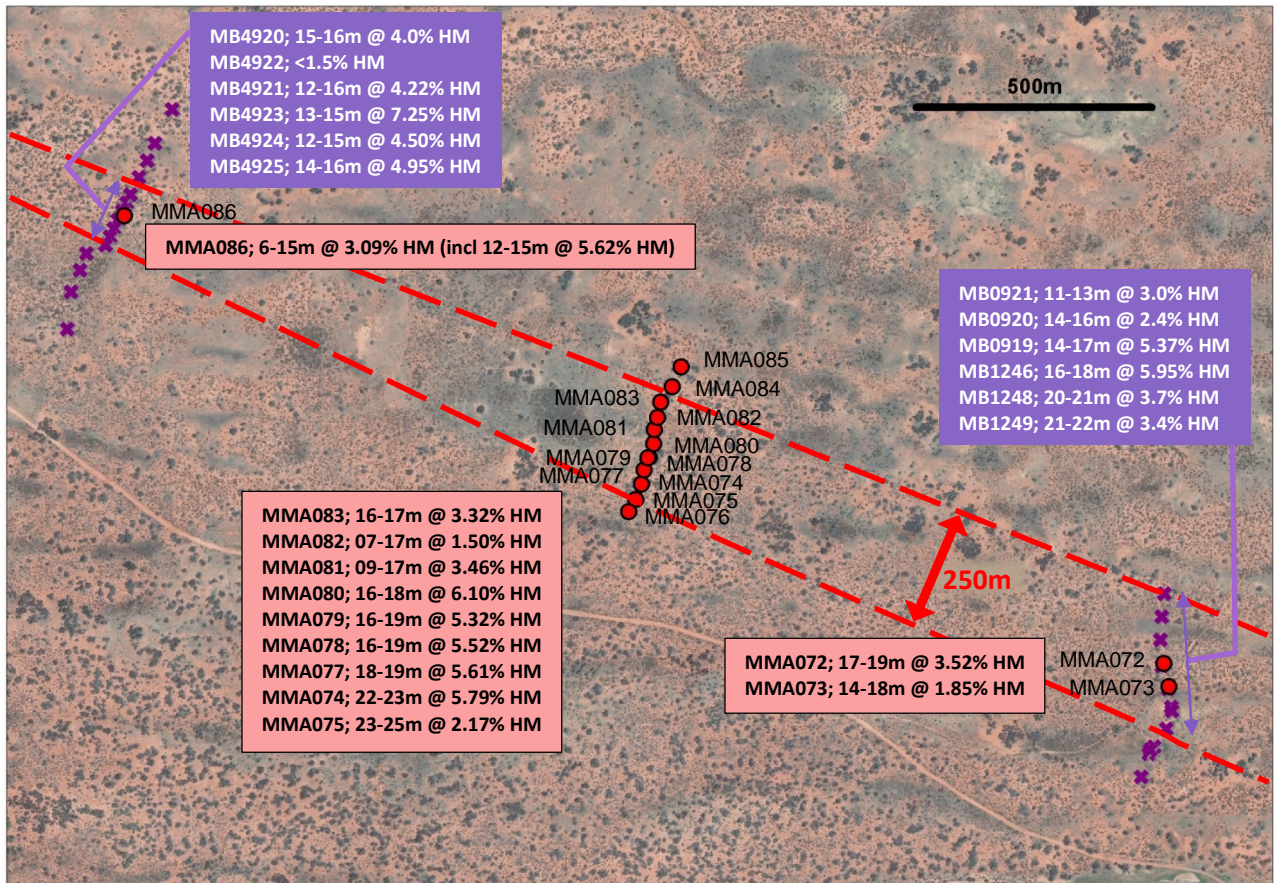 MB4920; 15-16m @ 4.0% HM
MB4922; <1.5% HM
MB4921; 12-16m @ 4.22% HM
MB4923; 13-15m @ 7.25% HM
MB4924; 12-15m @ 4.50% HM
MB4925; 14-16m @ 4.95% HM
500m
MMA086
MMA086; 6-15m @ 3.09% HM (incl 12-15m @ 5.62% HM)
MB0921; 11-13m @ 3.0% HM
MB0920; 14-16m @ 2.4% HM
MB0919; 14-17m @ 5.37% HM
MB1246; 16-18m @ 5.95% HM
MB1248; 20-21m @ 3.7% HM
MB1249; 21-22m @ 3.4% HM
MMA085
MMA084
MMA083
MMA082
MMA081
MMA080
MMA079
MMA078
MMA077
MMA074
MMA075
MMA076
MMA083; 16-17m @ 3.32% HM
MMA082; 07-17m @ 1.50% HM
MMA081; 09-17m @ 3.46% HM
MMA080; 16-18m @ 6.10% HM
MMA079; 16-19m @ 5.32% HM
MMA078; 16-19m @ 5.52% HM
MMA077; 18-19m @ 5.61% HM
MMA074; 22-23m @ 5.79% HM
MMA075; 23-25m @ 2.17% HM
250m
MMA072; 17-19m @ 3.52% HM
MMA073; 14-18m @ 1.85% HM
MMA072
MMA073